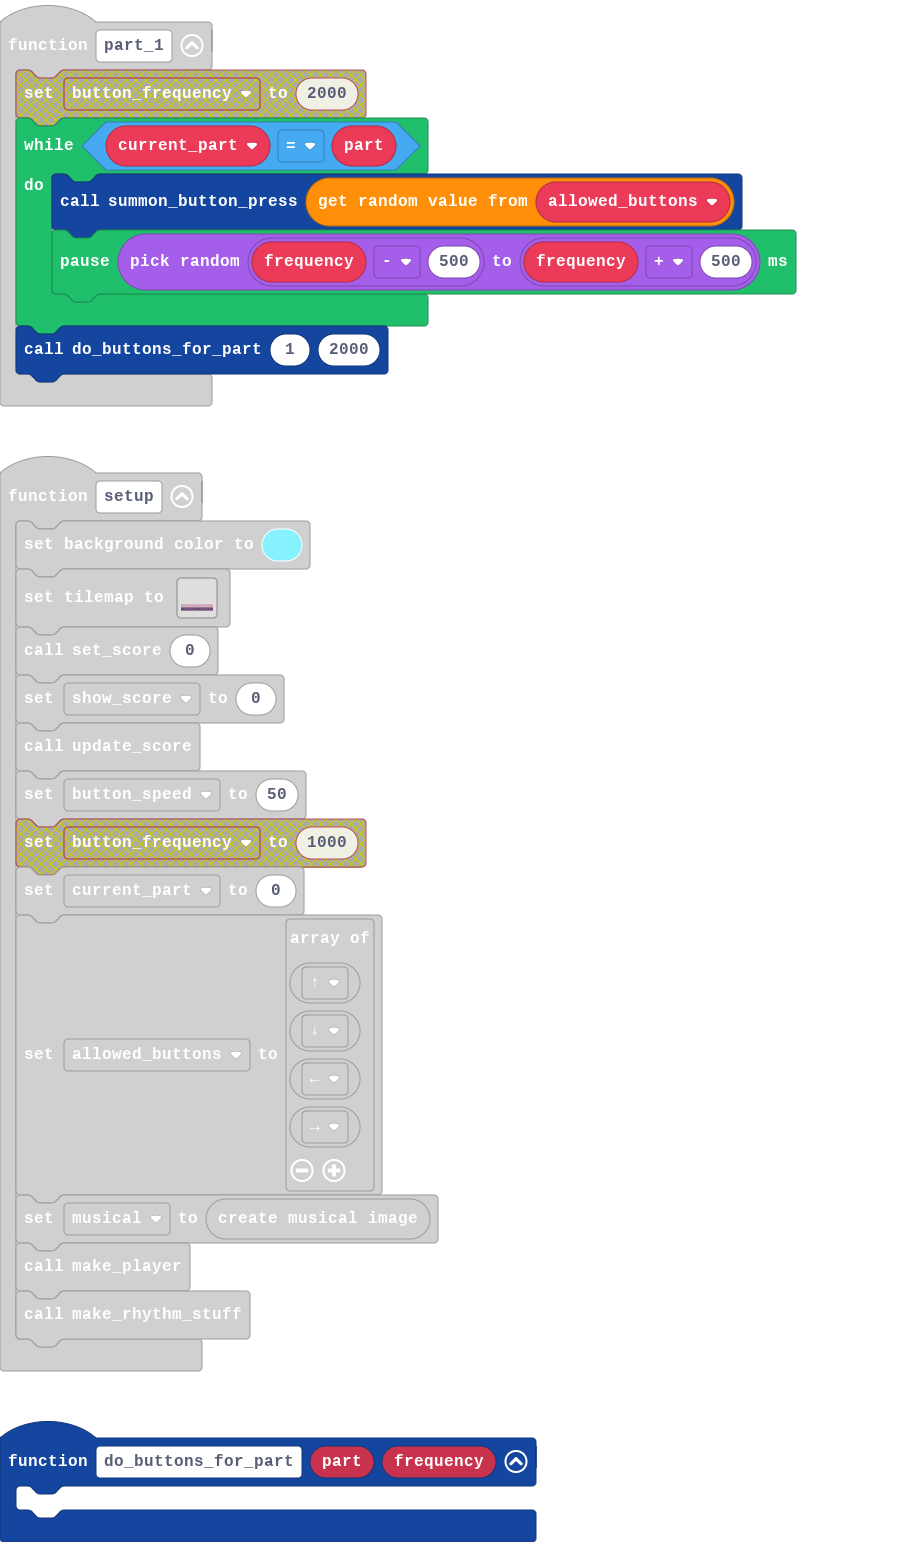 function part_1
set button_frequency to 2000
while current_part = part
do
call summon_button_press get random value from allowed_buttons
pause pick random frequency - 500 to frequency + 500 ms
call do_buttons_for_part 1 2000
function setup
set background color to
set tilemap to
call set_score 0
set show_score to 0
call update_score
set button_speed to 50
set button_frequency to 1000
set current_part to 0
array of
↑
↓
set allowed_buttons to
←
→
set musical to create musical image
call make_player
call make_rhythm_stuff
function do_buttons_for_part part frequency